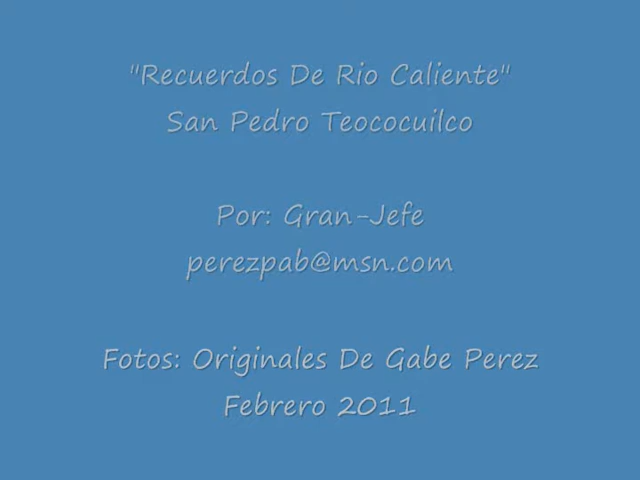 "Recuerdos De Rio Caliente"
San Pedro Teococuilco
Por: Gran-Jefe
perezpab@msn.com
Fotos: Originales De Gabe Perez
Febrero 2011